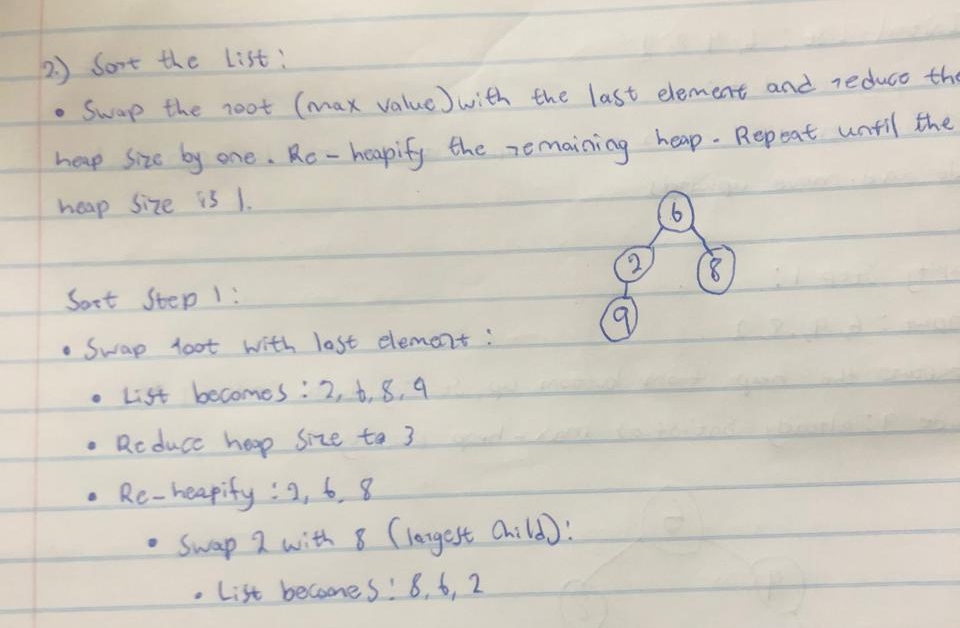 2.) Sort the List:
• Swap the root (max value) with the last element and reduce the
heap size by one. Re-heapify the remaining heap. Repeat until the
heap size is 1.
6
2 8
9
Sort Step 1:
• Swap root with last element:
• List becomes: 2, 6, 8, 9
• Reduce heap size to 3
• Re-heapify: 2, 6, 8
• Swap 2 with 8 (largest Child):
• List becomes: 8, 6, 2